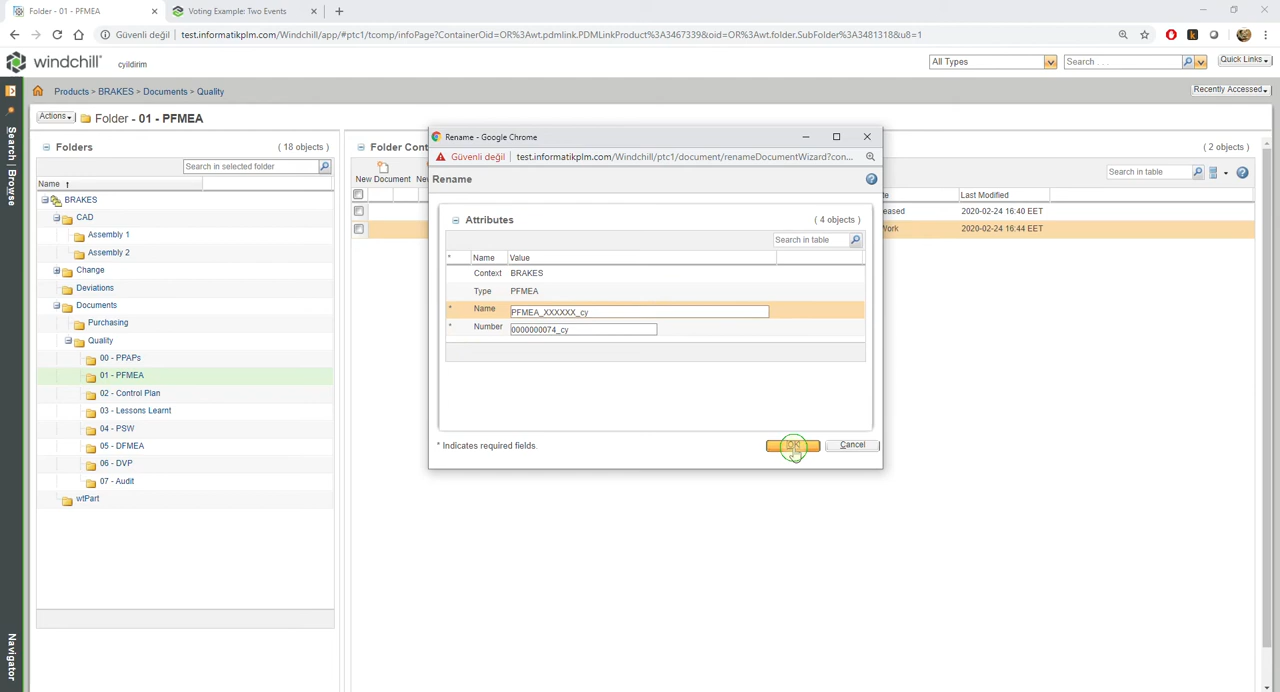 Folder - 01 - PFMEA
Voting Example: Two Events
Güvenli değil
test.informatikplm.com/Windchill/app/#ptc1/tcomp/infoPage?ContainerOid=OR%3Awt.pdmlink.PDMLinkProduct%3A3467339&oid=OR%3Awt.folder.SubFolder%3A3481318&u8=1
windchill
cyildirim
All Types
Search . . .
Quick Links
Products > BRAKES > Documents > Quality
Recently Accessed
Actions
Folder - 01 - PFMEA
Search | Browse
Navigator
Folders
( 18 objects )
Search in selected folder
Name
BRAKES
CAD
Assembly 1
Assembly 2
Change
Deviations
Documents
Purchasing
Quality
00 - PPAPs
01 - PFMEA
02 - Control Plan
03 - Lessons Learnt
04 - PSW
05 - DFMEA
06 - DVP
07 - Audit
wtPart
Folder Cont
( 2 objects )
New Document
Search in table
Last Modified
2020-02-24 16:40 EET
Work
2020-02-24 16:44 EET
Rename - Google Chrome
Güvenli değil
test.informatikplm.com/Windchill/ptc1/document/renameDocumentWizard?con...
Rename
Attributes
( 4 objects )
Search in table
* Name Value
Context BRAKES
Type PFMEA
* Name PFMEA_XXXXXX_cy
* Number 0000000074_cy
* Indicates required fields.
OK
Cancel